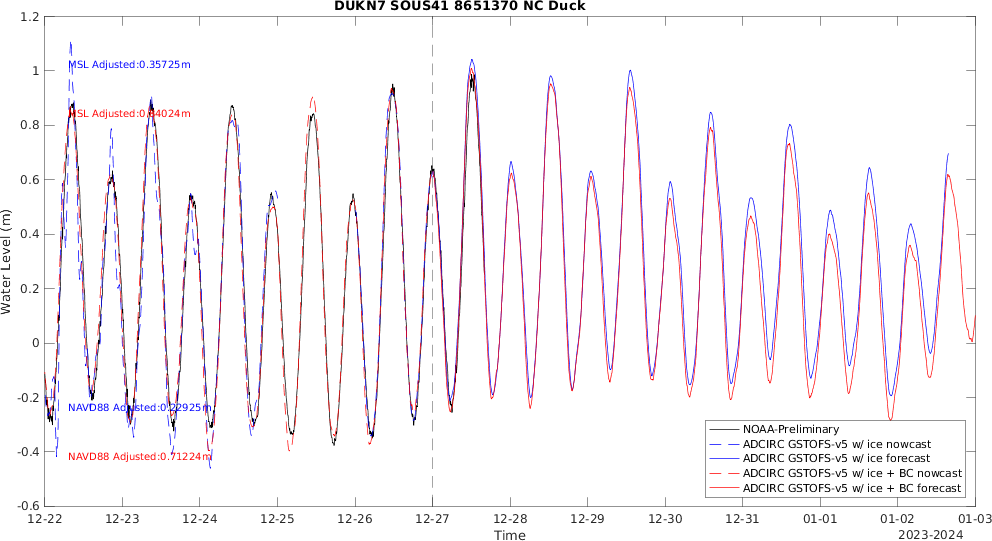 DUKN7 SOUS41 8651370 NC Duck
1.2
1
0.8
0.6
0.4
0.2
0
-0.2
-0.4
-0.6
Water Level (m)
MSL Adjusted:0.35725m
MSL Adjusted:0.84024m
NAVD88 Adjusted:0.22925m
NAVD88 Adjusted:0.71224m
NOAA-Preliminary
ADCIRC GSTOFS-v5 w/ ice nowcast
ADCIRC GSTOFS-v5 w/ ice forecast
ADCIRC GSTOFS-v5 w/ ice + BC nowcast
ADCIRC GSTOFS-v5 w/ ice + BC forecast
12-22 12-23 12-24 12-25 12-26 12-27 12-28 12-29 12-30 12-31 01-01 01-02 01-03
Time
2023-2024